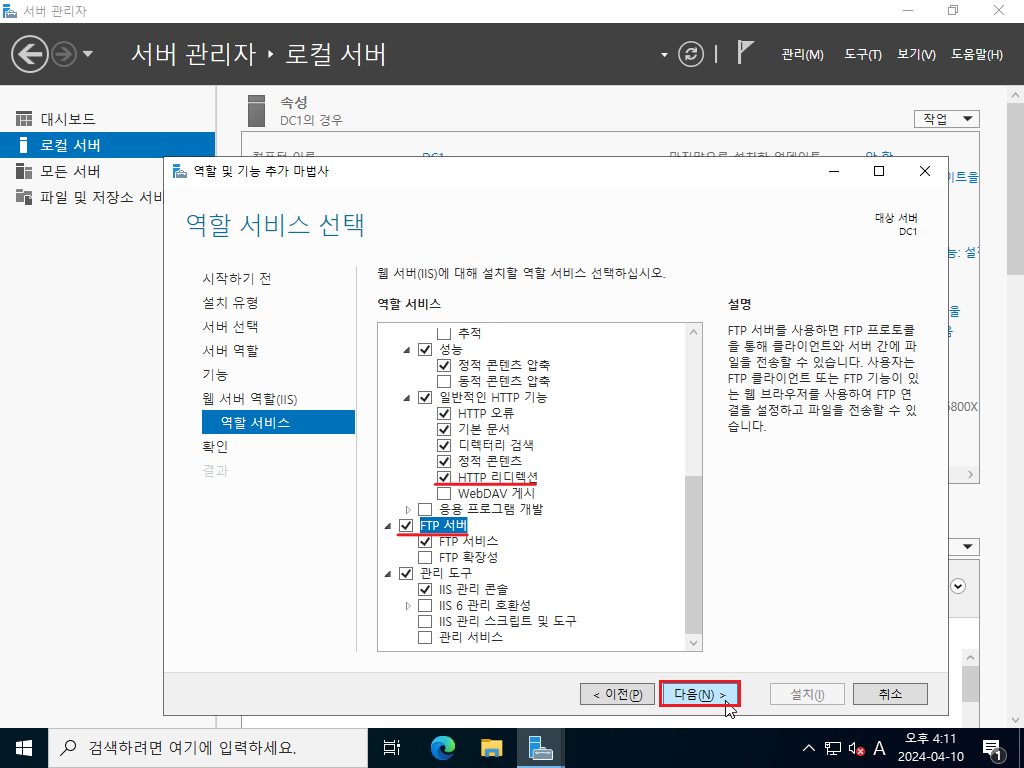 서버 관리자
서버 관리자 ‣ 로컬 서버
관리(M) 도구(T) 보기(V) 도움말(H)
대시보드
로컬 서버
모든 서버
파일 및 저장소 서비
속성
DC1의 경우
작업
DC1
역할 및 기능 추가 마법사
역할 서비스 선택
대상 서버
DC1
시작하기 전
설치 유형
서버 선택
서버 역할
기능
웹 서버 역할(IIS)
역할 서비스
확인
결과
웹 서버(IIS)에 대해 설치할 역할 서비스 선택하십시오.
역할 서비스
추적
성능
정적 콘텐츠 압축
동적 콘텐츠 압축
일반적인 HTTP 기능
HTTP 오류
기본 문서
디렉터리 검색
정적 콘텐츠
HTTP 리디렉션
WebDAV 게시
응용 프로그램 개발
FTP 서버
FTP 서비스
FTP 확장성
관리 도구
IIS 관리 콘솔
IIS 6 관리 호환성
IIS 관리 스크립트 및 도구
관리 서비스
설명
FTP 서버를 사용하면 FTP 프로토콜
을 통해 클라이언트와 서버 간에 파
일을 전송할 수 있습니다. 사용자는
FTP 클라이언트 또는 FTP 기능이 있
는 웹 브라우저를 사용하여 FTP 연
결을 설정하고 파일을 전송할 수 있
습니다.
이트을
5800X
< 이전(P) 다음(N) > 설치(I) 취소
검색하려면 여기에 입력하세요.
A
오후 4:11
2024-04-10
1